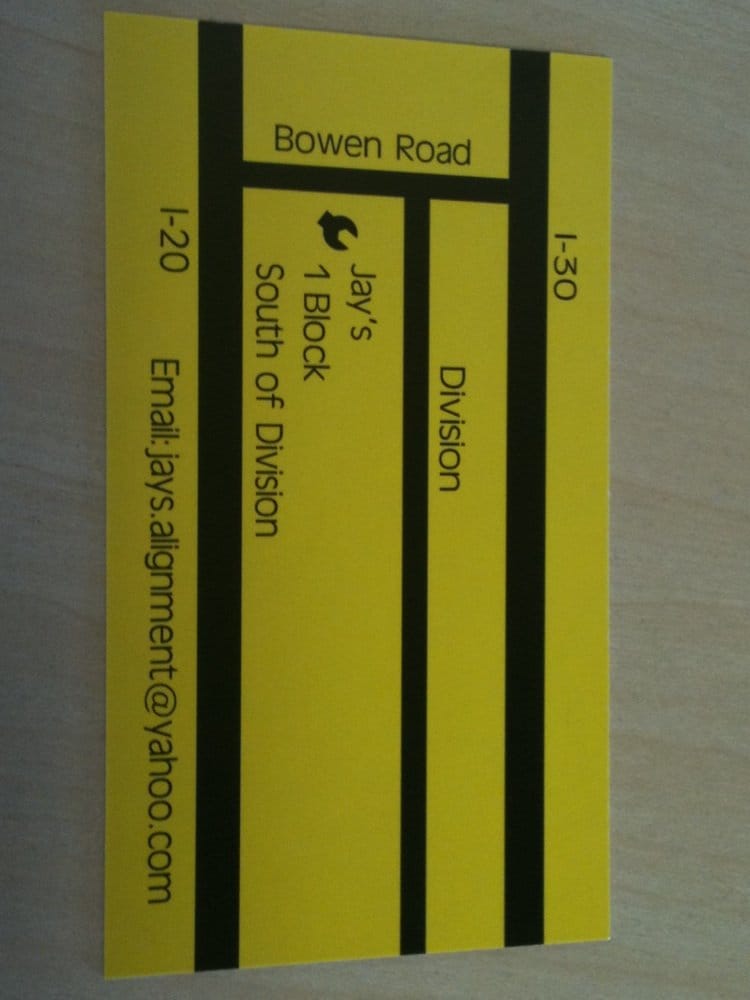 I-30
Division
Bowen Road
Jay's
1 Block
South of Division
I-20
Email:jays.alignment@yahoo.com